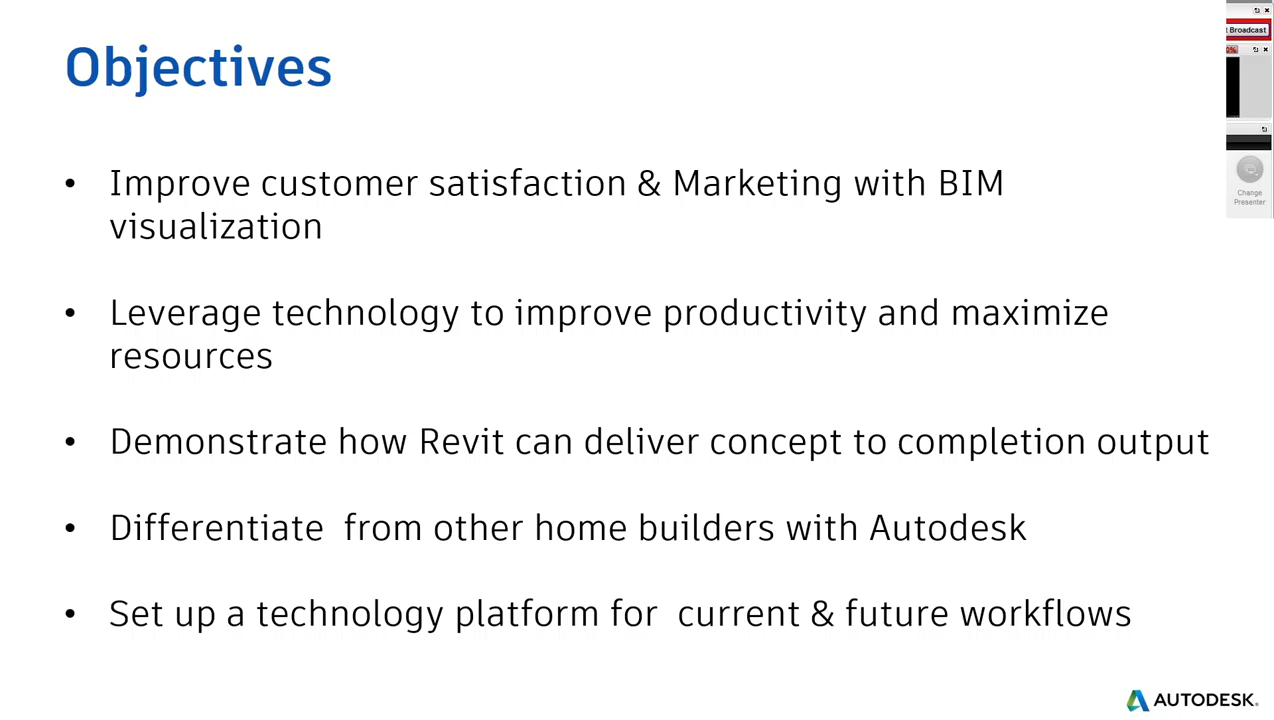 Objectives
• Improve customer satisfaction & Marketing with BIM
visualization
• Leverage technology to improve productivity and maximize
resources
• Demonstrate how Revit can deliver concept to completion output
• Differentiate from other home builders with Autodesk
• Set up a technology platform for current & future workflows
t Broadcast
0%
Change
Presenter
AUTODESK.